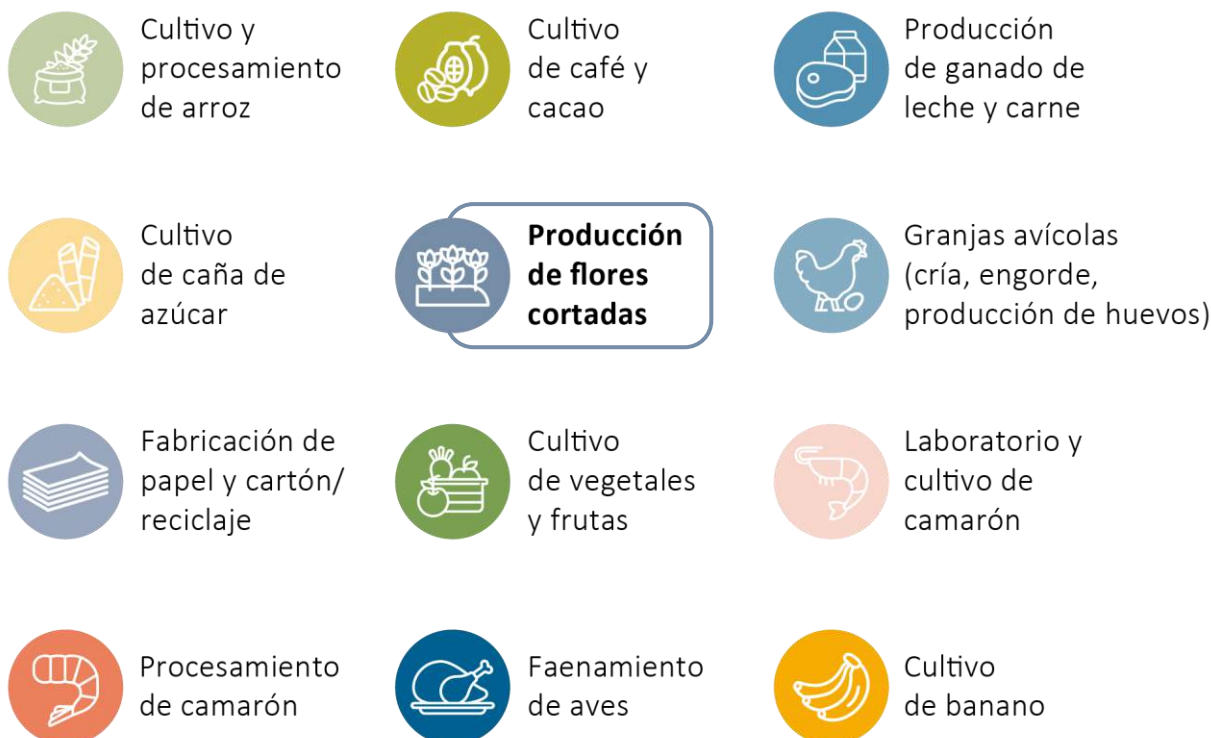 Cultivo y
procesamiento
de arroz
Cultivo
de café y
cacao
Producción
de ganado de
leche y carne
Cultivo
de caña de
azúcar
Producción
de flores
cortadas
Granjas avícolas
(cría, engorde,
producción de huevos)
Fabricación de
papel y cartón/
reciclaje
Cultivo
de vegetales
y frutas
Laboratorio y
cultivo de
camarón
Procesamiento
de camarón
Faenamiento
de aves
Cultivo
de banano